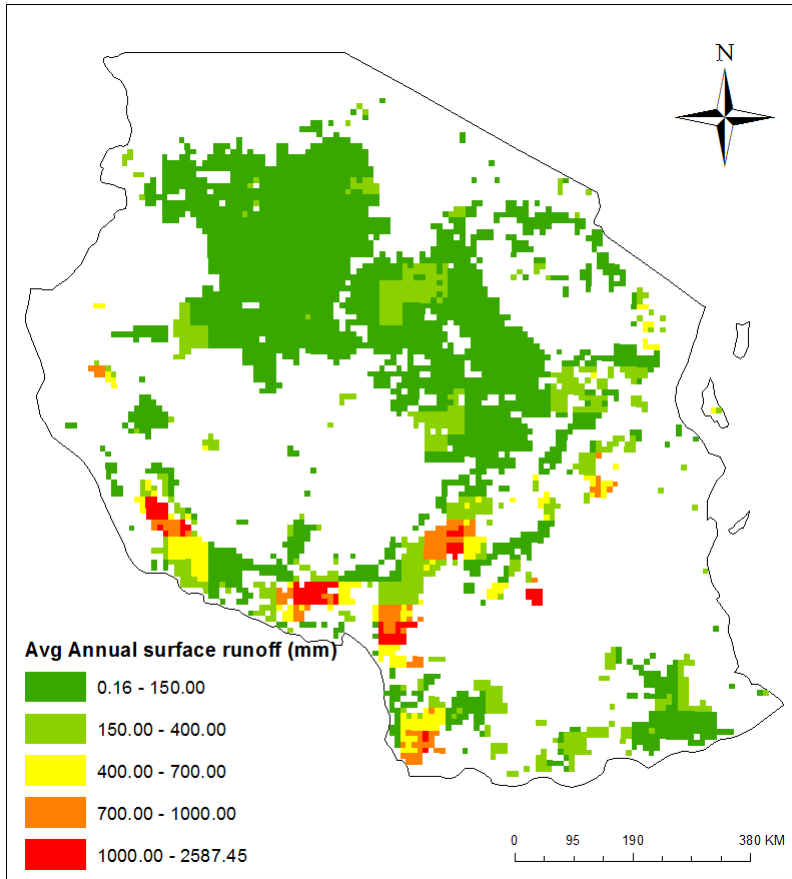 N
Avg Annual surface runoff (mm)
0.16 - 150.00
150.00 - 400.00
400.00 - 700.00
700.00 - 1000.00
1000.00 - 2587.45
0 95 190 380 KM